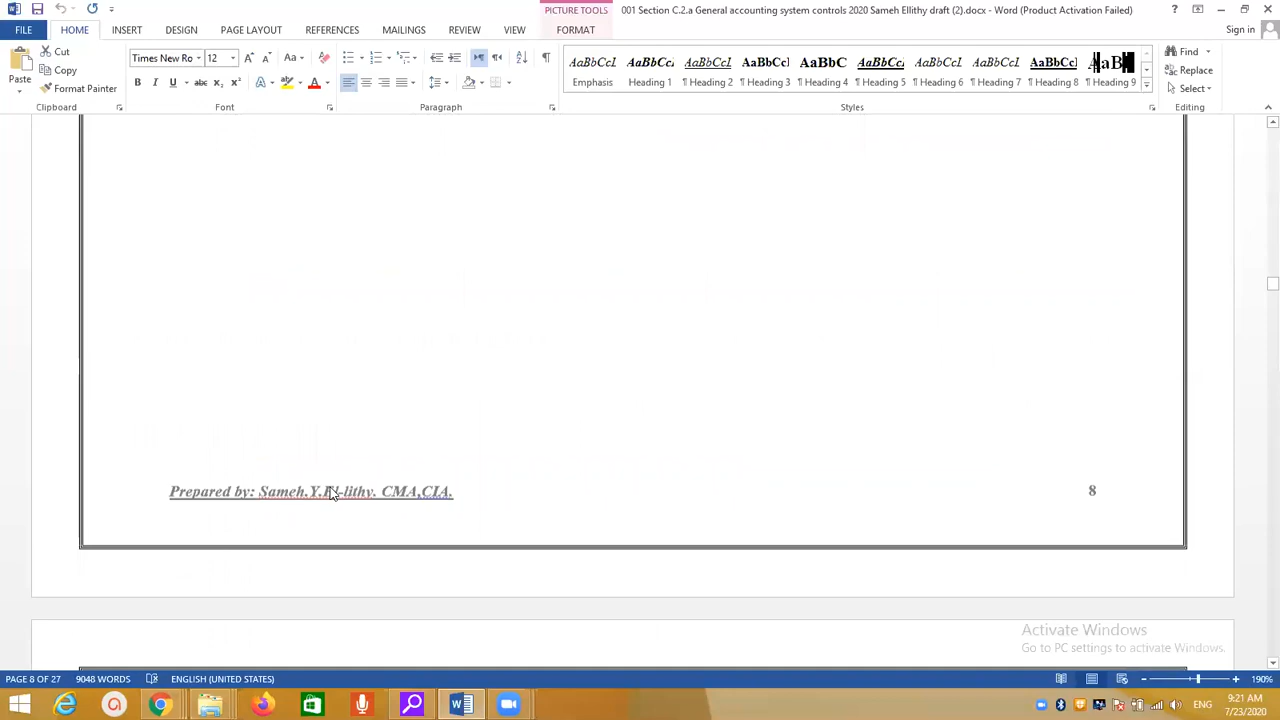 PICTURE TOOLS
001 Section C.2.a General accounting system controls 2020 Sameh Ellithy draft (2).docx - Word (Product Activation Failed)
FILE HOME INSERT DESIGN PAGE LAYOUT REFERENCES MAILINGS REVIEW VIEW FORMAT Sign in
Paste
Cut
Copy
Format Painter
Clipboard
Times New Ro 12
Font
Paragraph
AaBbCcI AaBbCc AaBbCcI AaBbCcI AaBbC AaBbCc AaBbCcI AaBbCcI AaBbCcI AaB
Emphasis Heading 1 Heading 2 Heading 3 Heading 4 Heading 5 Heading 6 Heading 7 Heading 8 Heading 9
Styles
Find
Replace
Select
Editing
Prepared by: Sameh.Y.El-lithy. CMA,CIA. 8
Activate Windows
Go to PC settings to activate Windows.
PAGE 8 OF 27 9048 WORDS ENGLISH (UNITED STATES) 190%
ENG
9:21 AM
7/23/2020